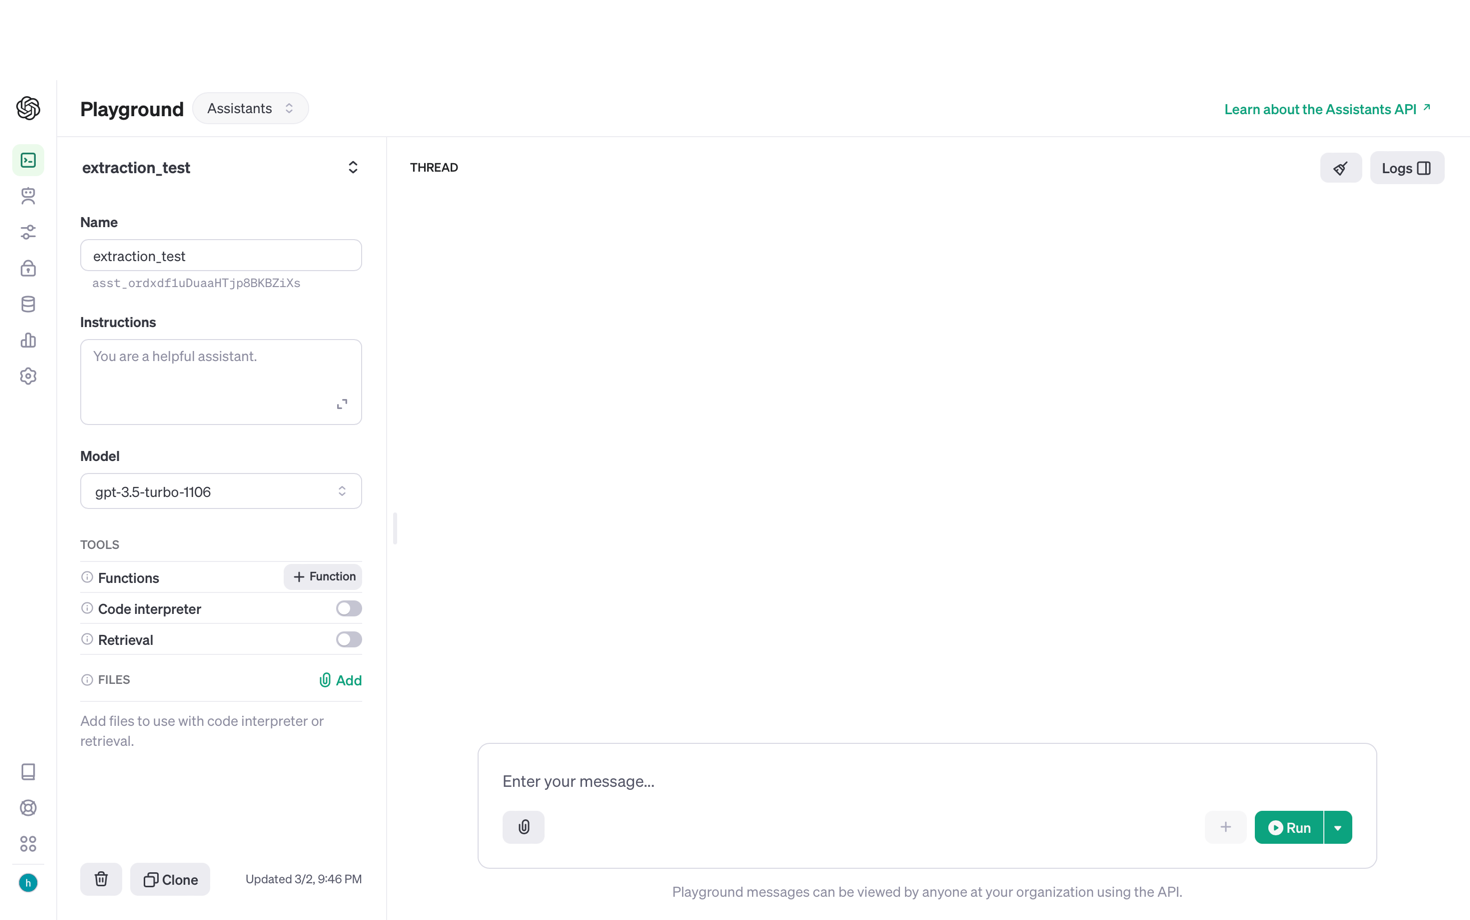 Playground
Assistants
Learn about the Assistants API
extraction_test
THREAD
Logs
Name
extraction_test
asst_ordxdf1uDuaaHTjp8BKBZiXs
Instructions
You are a helpful assistant.
Model
gpt-3.5-turbo-1106
TOOLS
Functions
Function
Code interpreter
Retrieval
FILES
Add
Add files to use with code interpreter or
retrieval.
Enter your message...
Run
h
Clone
Updated 3/2, 9:46 PM
Playground messages can be viewed by anyone at your organization using the API.